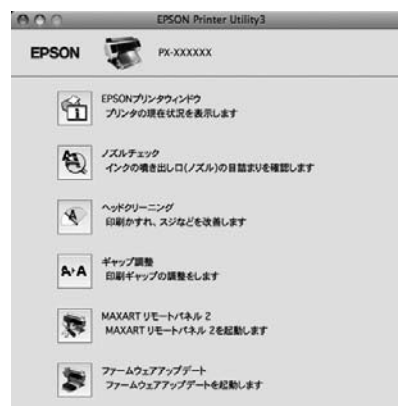 EPSON Printer Utility3
EPSON PX-XXXXXX
EPSONプリンタウィンドウ
プリンタの現在状況を表示します
ノズルチェック
インクの噴き出し口(ノズル)の目詰まりを確認します
ヘッドクリーニング
印刷かすれ、スジなどを改善します
ギャップ調整
印刷ギャップの調整をします
MAXART リモートパネル 2
MAXART リモートパネル 2を起動します
ファームウェアアップデート
ファームウェアアップデートを起動します